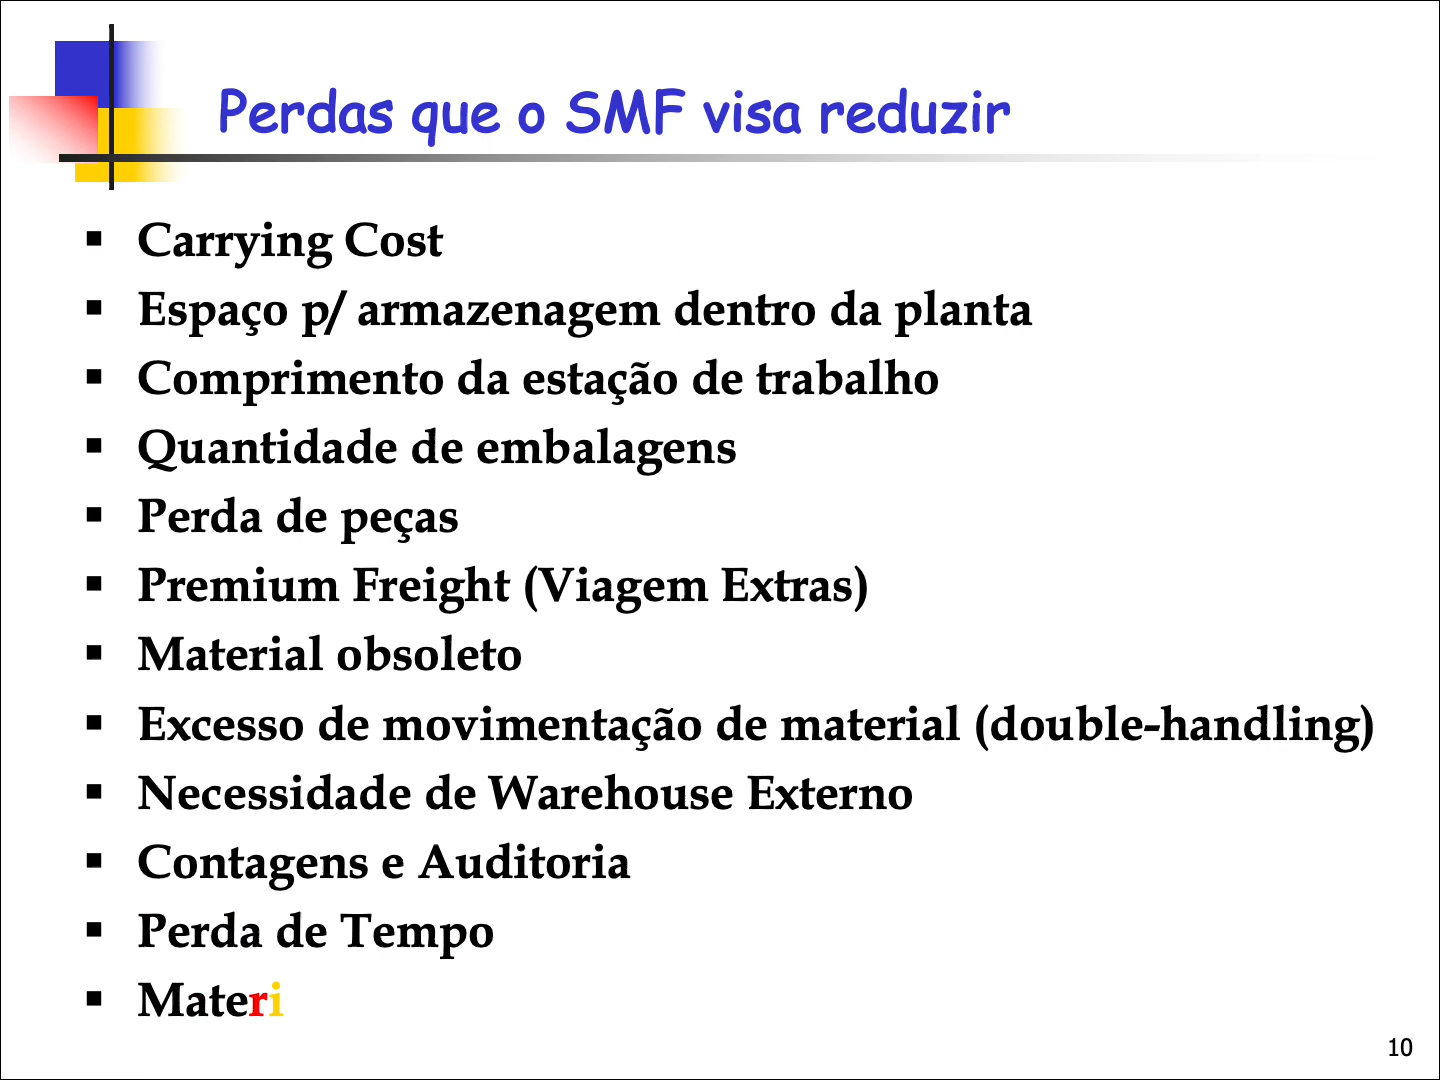 Perdas que o SMF visa reduzir
▪ Carrying Cost
▪ Espaço p/ armazenagem dentro da planta
▪ Comprimento da estação de trabalho
▪ Quantidade de embalagens
▪ Perda de peças
▪ Premium Freight (Viagem Extras)
▪ Material obsoleto
▪ Excesso de movimentação de material (double-handling)
▪ Necessidade de Warehouse Externo
▪ Contagens e Auditoria
▪ Perda de Tempo
▪ Materi
10